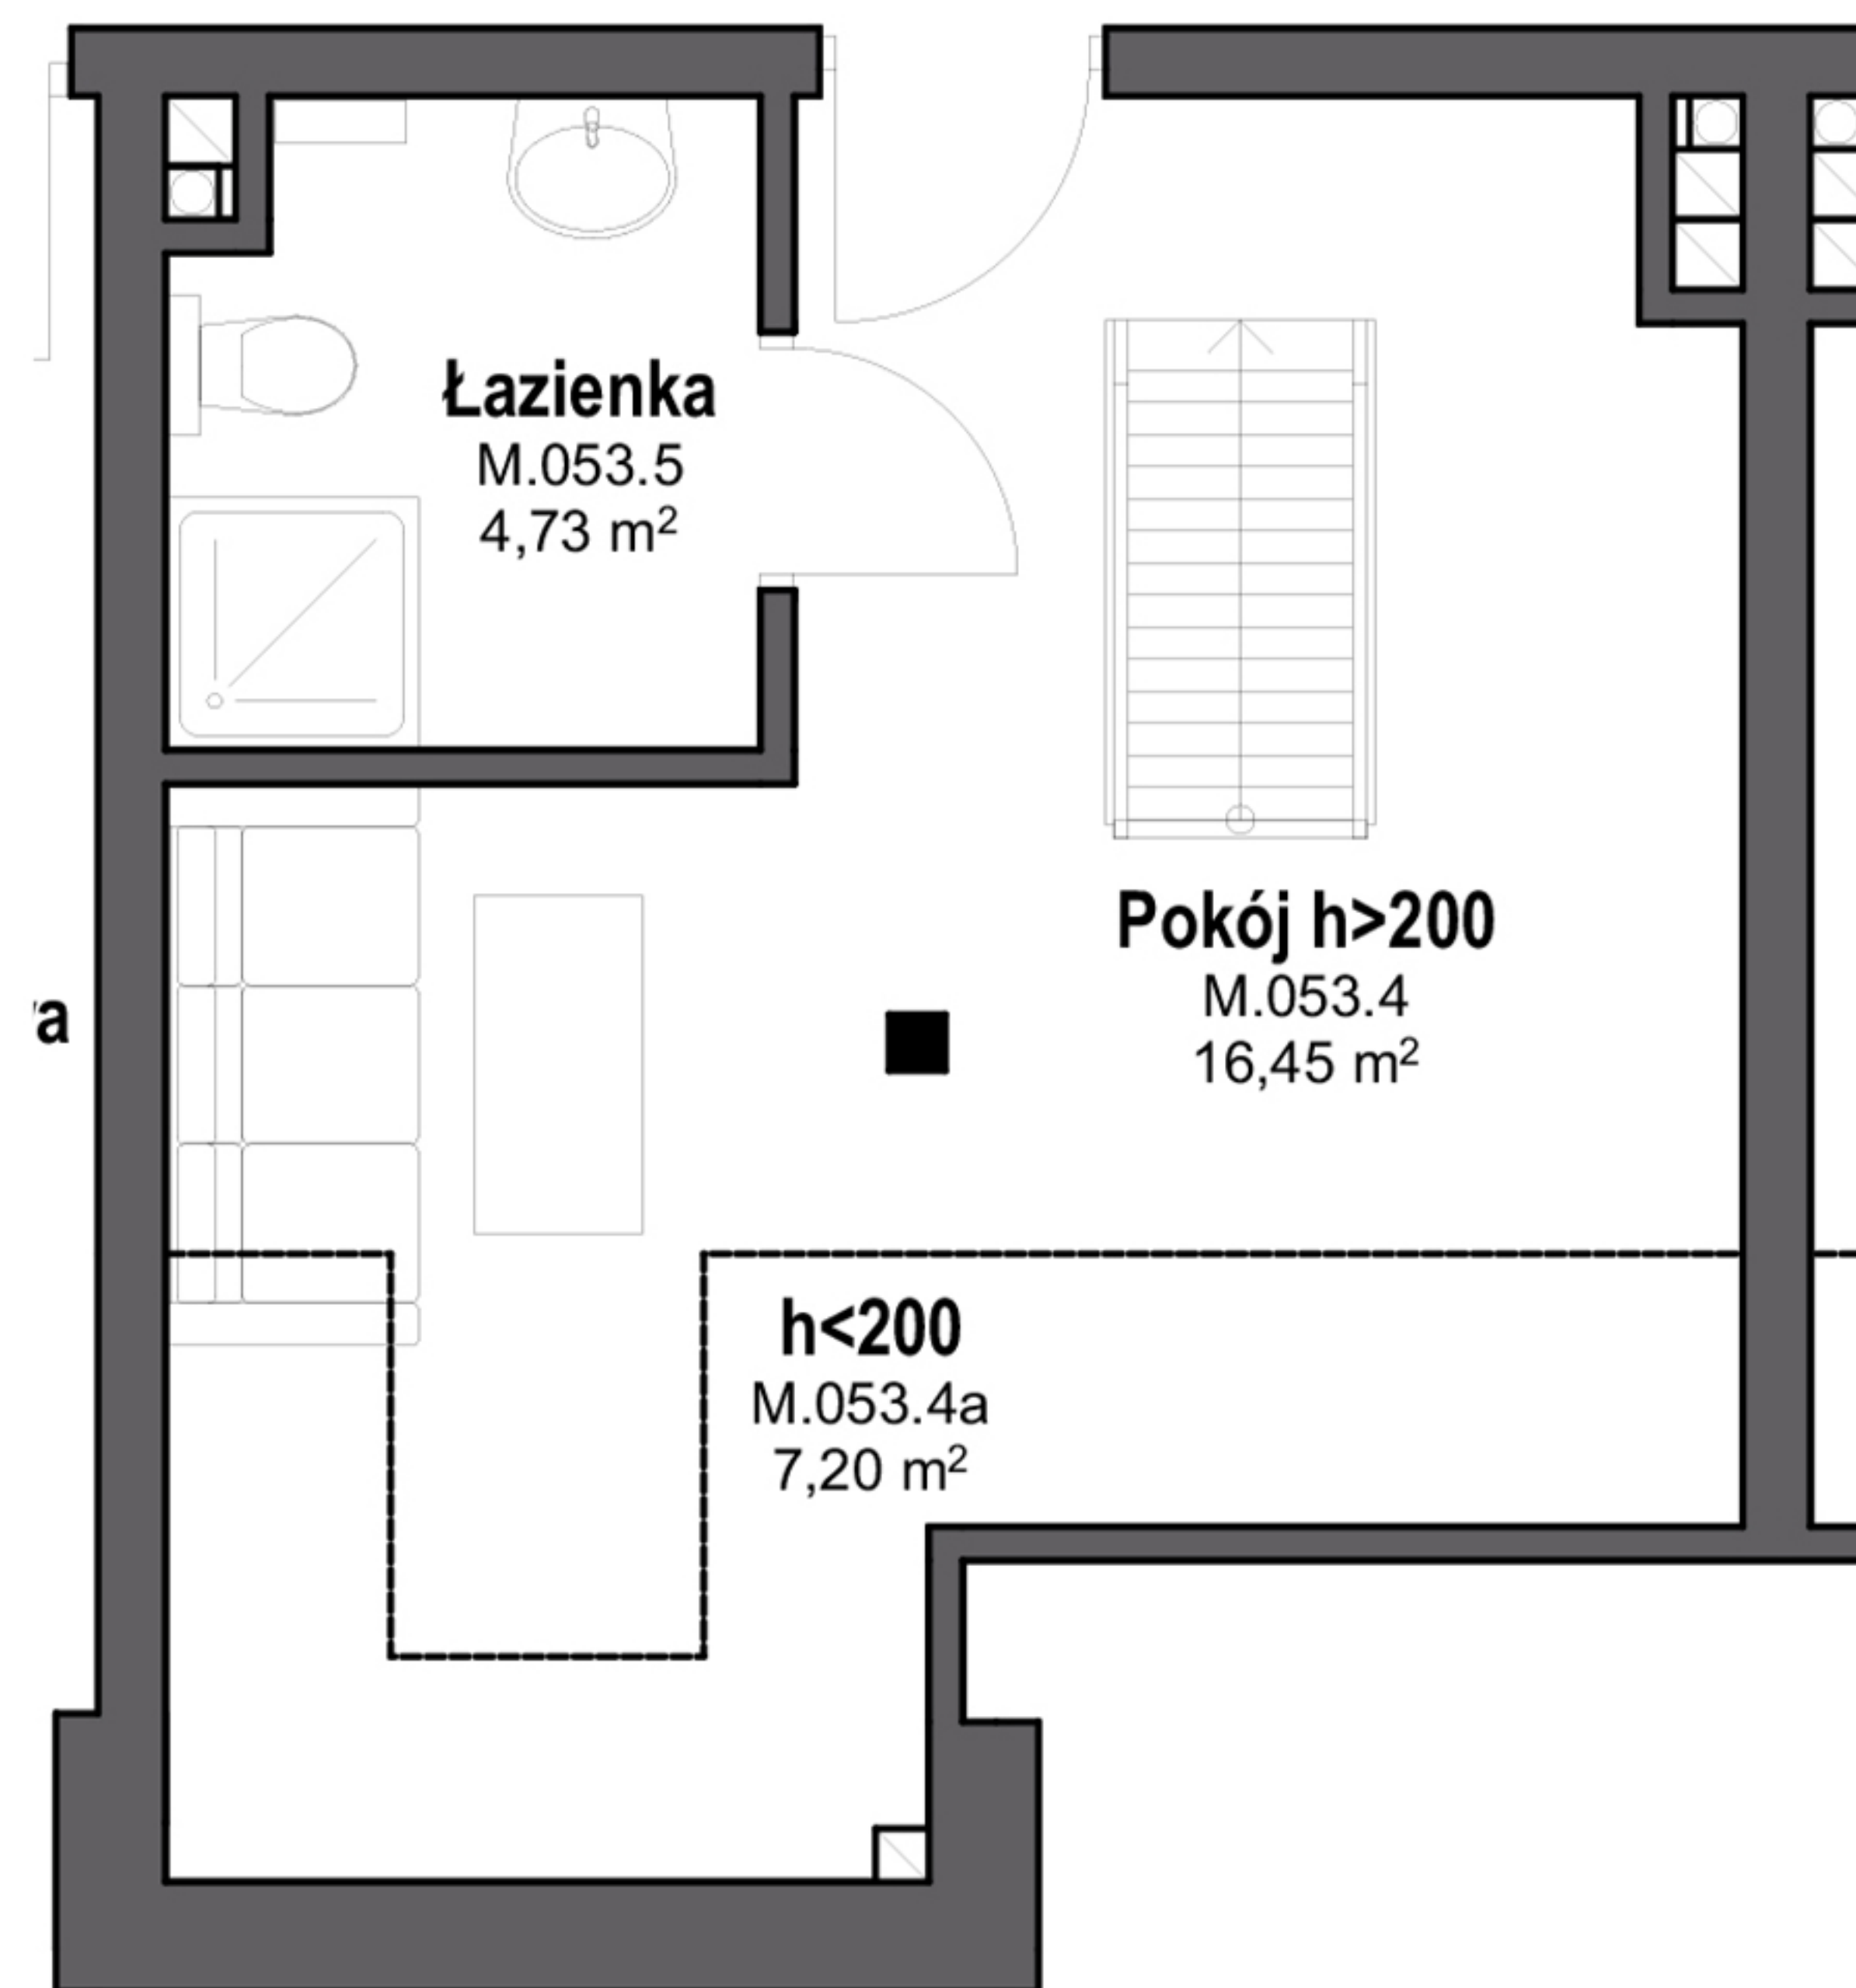 Łazienka
M.053.5
4,73 m²
Pokój h>200
M.053.4
16,45 m²
a
h<200
M.053.4a
7,20 m²